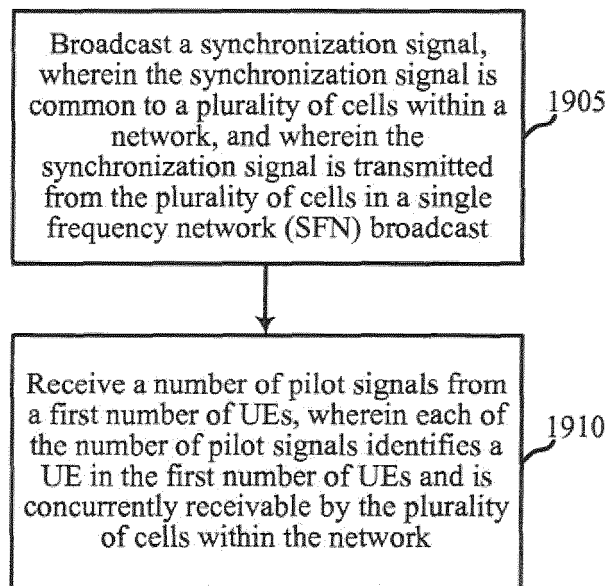 Broadcast a synchronization signal,
wherein the synchronization signal is
common to a plurality of cells within a
network, and wherein the
synchronization signal is transmitted
from the plurality of cells in a single
frequency network (SFN) broadcast
1905
Receive a number of pilot signals from
a first number of UEs, wherein each of
the number of pilot signals identifies a
UE in the first number of UEs and is
concurrently receivable by the plurality
of cells within the network
1910